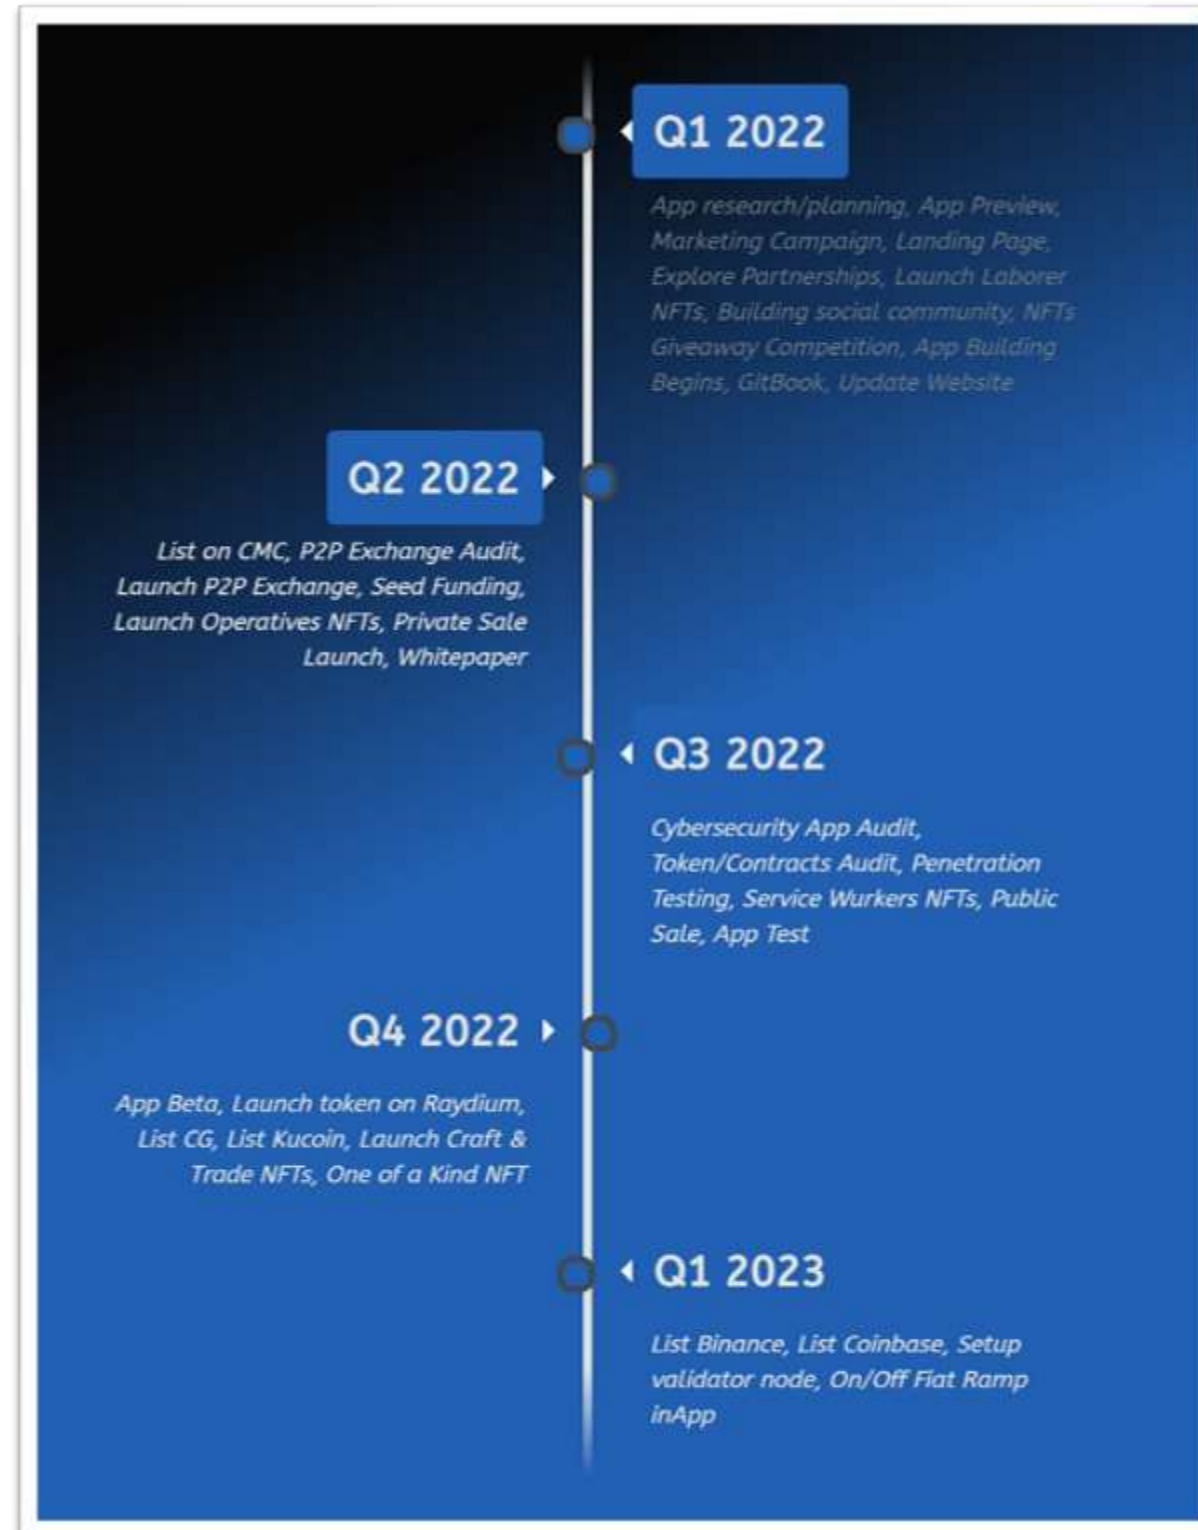 Q1 2022
App research/planning, App Preview,
Marketing Campaign, Landing Page,
Explore Partnerships, Launch Laborer
NFTs, Building social community, NFTs
Giveaway Competition, App Building
Begins, GitBook, Update Website
Q2 2022
List on CMC, P2P Exchange Audit,
Launch P2P Exchange, Seed Funding,
Launch Operatives NFTs, Private Sale
Launch, Whitepaper
Q3 2022
Cybersecurity App Audit,
Token/Contracts Audit, Penetration
Testing, Service Wurkers NFTs, Public
Sale, App Test
Q4 2022
App Beta, Launch token on Raydium,
List CG, List Kucoin, Launch Craft &
Trade NFTs, One of a Kind NFT
Q1 2023
List Binance, List Coinbase, Setup
validator node, On/Off Fiat Ramp
inApp